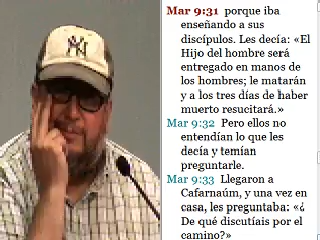 Mar 9:31 porque iba
enseñando a sus
discípulos. Les decía: «El
Hijo del hombre será
entregado en manos de
los hombres; le matarán
y a los tres días de haber
muerto resucitará.»
Mar 9:32 Pero ellos no
entendían lo que les
decía y temían
preguntarle.
Mar 9:33 Llegaron a
Cafarnaúm, y una vez en
casa, les preguntaba: «¿
De qué discutíais por el
camino?»
NY